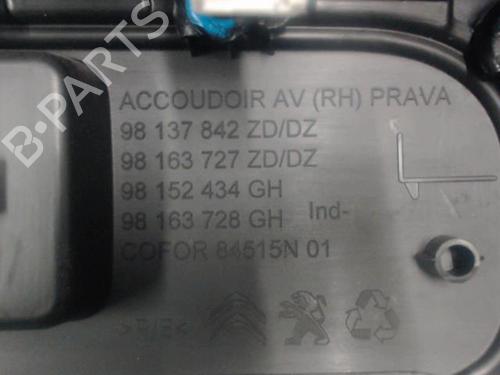 B-PARTS
ACCOUDOIR AV (RH) PRAVA
98 137 842 ZD/DZ
98 163 727 ZD/DZ
98 152 434 GH
98 163 728 GH Ind-
COFOR 84515N 01
>P/E<